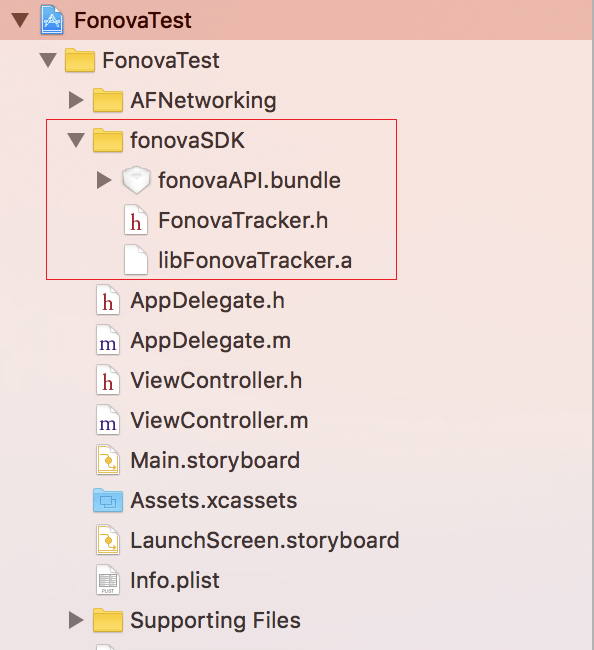 FonovaTest
FonovaTest
AFNetworking
fonovaSDK
fonovaAPI.bundle
h FonovaTracker.h
libFonovaTracker.a
h AppDelegate.h
m AppDelegate.m
h ViewController.h
m ViewController.m
Main.storyboard
Assets.xcassets
LaunchScreen.storyboard
PLIST Info.plist
Supporting Files